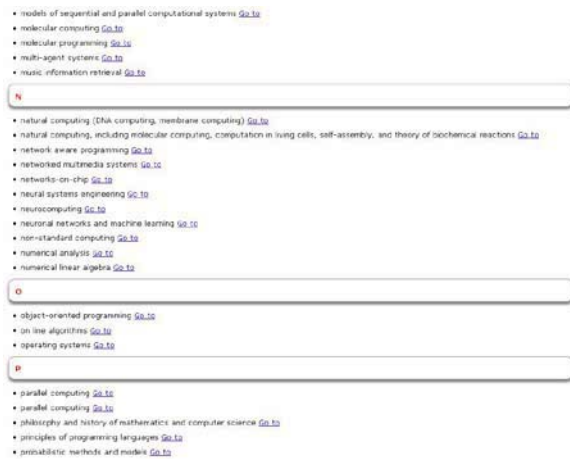 • models of sequential and parallel computational systems Go to
• molecular computing Go to
• molecular programming Go to
• multi-agent systems Go to
• music information retrieval Go to
N
• natural computing (DNA computing, membrane computing) Go to
• natural computing, including molecular computing, computation in living cells, self-assembly, and theory of biochemical reactions Go to
• network aware programming Go to
• networked multimedia systems Go to
• networks-on-chip Go to
• neural systems engineering Go to
• neurocomputing Go to
• neuronal networks and machine learning Go to
• non-standard computing Go to
• numerical analysis Go to
• numerical linear algebra Go to
O
• object-oriented programming Go to
• on line algorithms Go to
• operating systems Go to
P
• parallel computing Go to
• parallel computing Go to
• philosophy and history of mathematics and computer science Go to
• principles of programming languages Go to
• probabilistic methods and models Go to